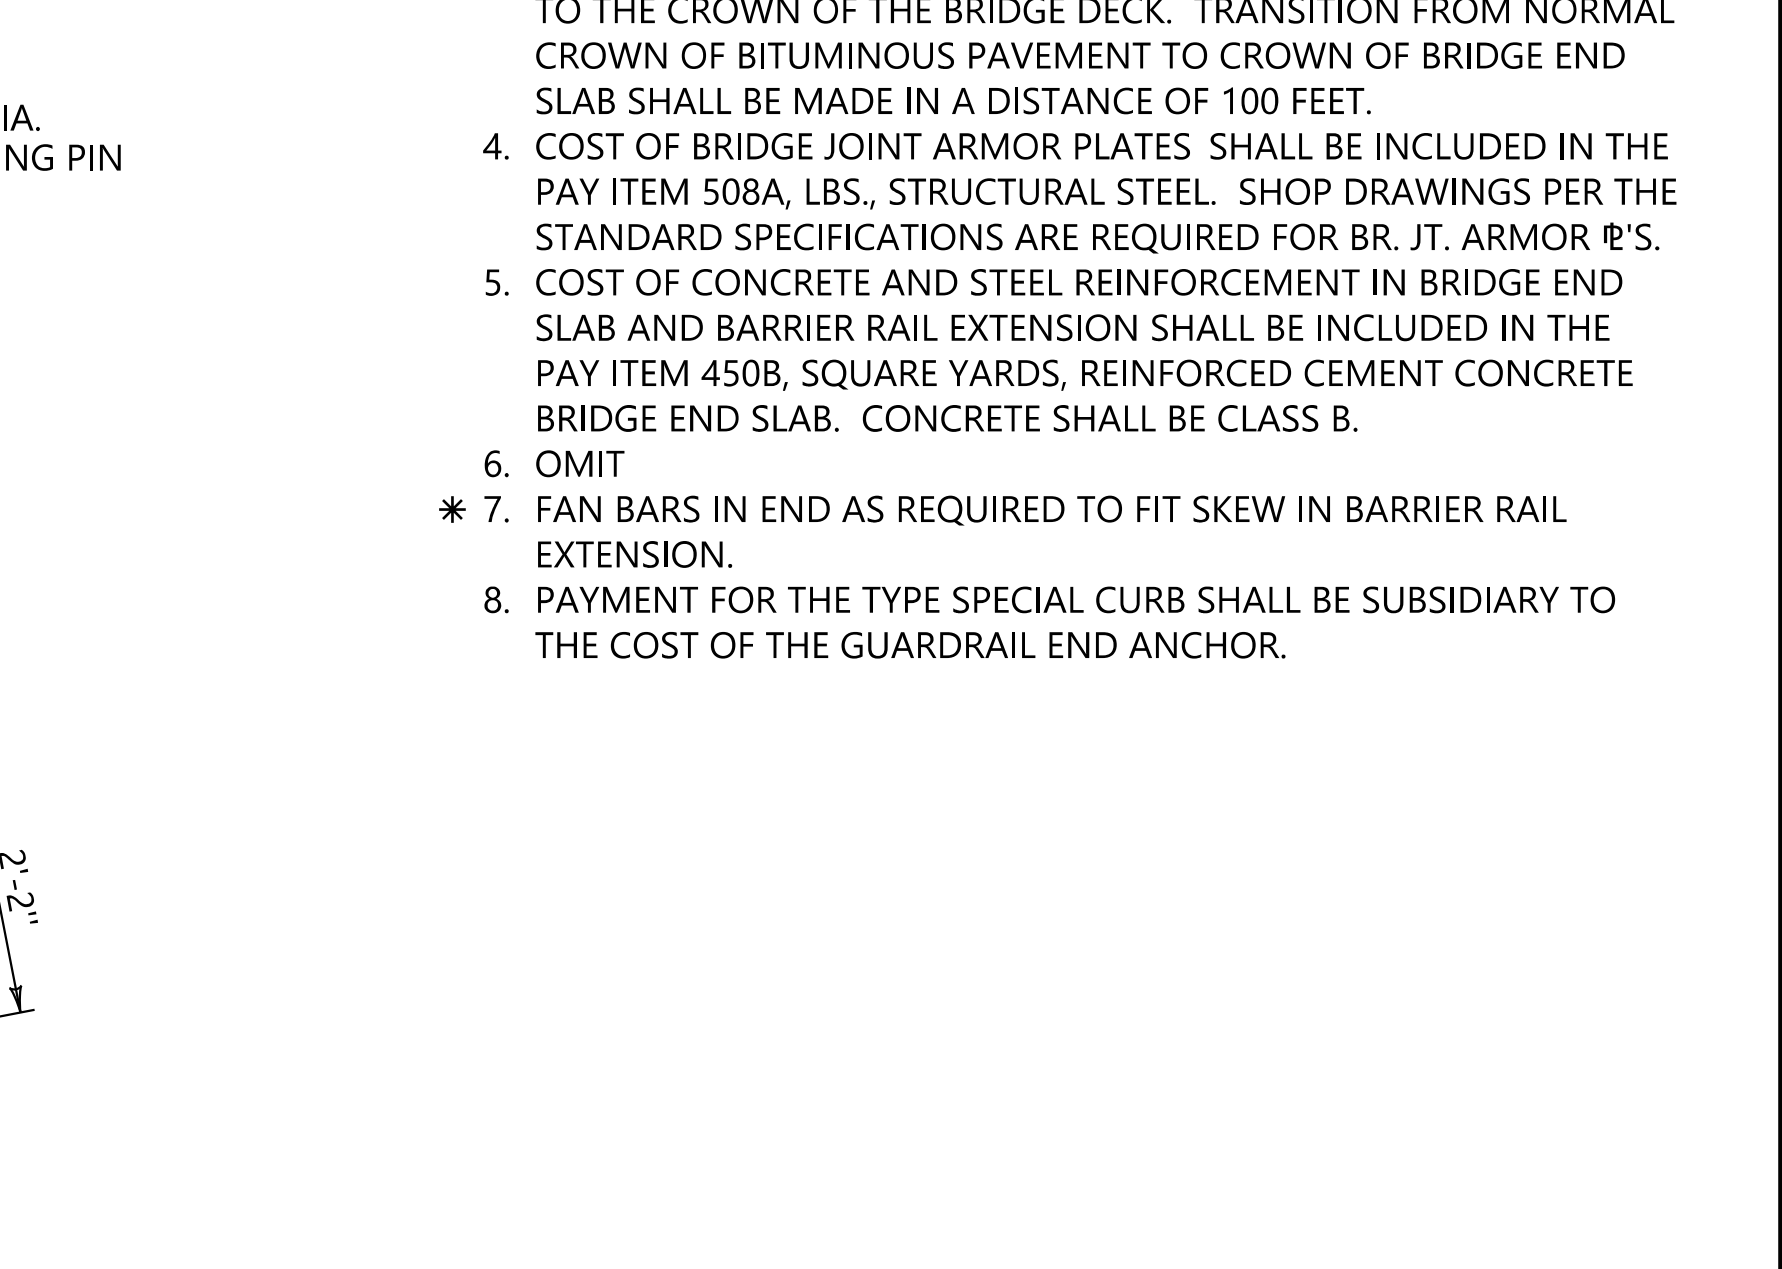 TO THE CROWN OF THE BRIDGE DECK.  TRANSITION FROM NORMAL
CROWN OF BITUMINOUS PAVEMENT TO CROWN OF BRIDGE END
SLAB SHALL BE MADE IN A DISTANCE OF 100 FEET.
IA.
NG PIN
4. COST OF BRIDGE JOINT ARMOR PLATES  SHALL BE INCLUDED IN THE
PAY ITEM 508A, LBS., STRUCTURAL STEEL.  SHOP DRAWINGS PER THE
STANDARD SPECIFICATIONS ARE REQUIRED FOR BR. JT. ARMOR ⅊'S.
5. COST OF CONCRETE AND STEEL REINFORCEMENT IN BRIDGE END
SLAB AND BARRIER RAIL EXTENSION SHALL BE INCLUDED IN THE
PAY ITEM 450B, SQUARE YARDS, REINFORCED CEMENT CONCRETE
BRIDGE END SLAB.  CONCRETE SHALL BE CLASS B.
6. OMIT
* 7. FAN BARS IN END AS REQUIRED TO FIT SKEW IN BARRIER RAIL
EXTENSION.
8. PAYMENT FOR THE TYPE SPECIAL CURB SHALL BE SUBSIDIARY TO
THE COST OF THE GUARDRAIL END ANCHOR.
2'-2"